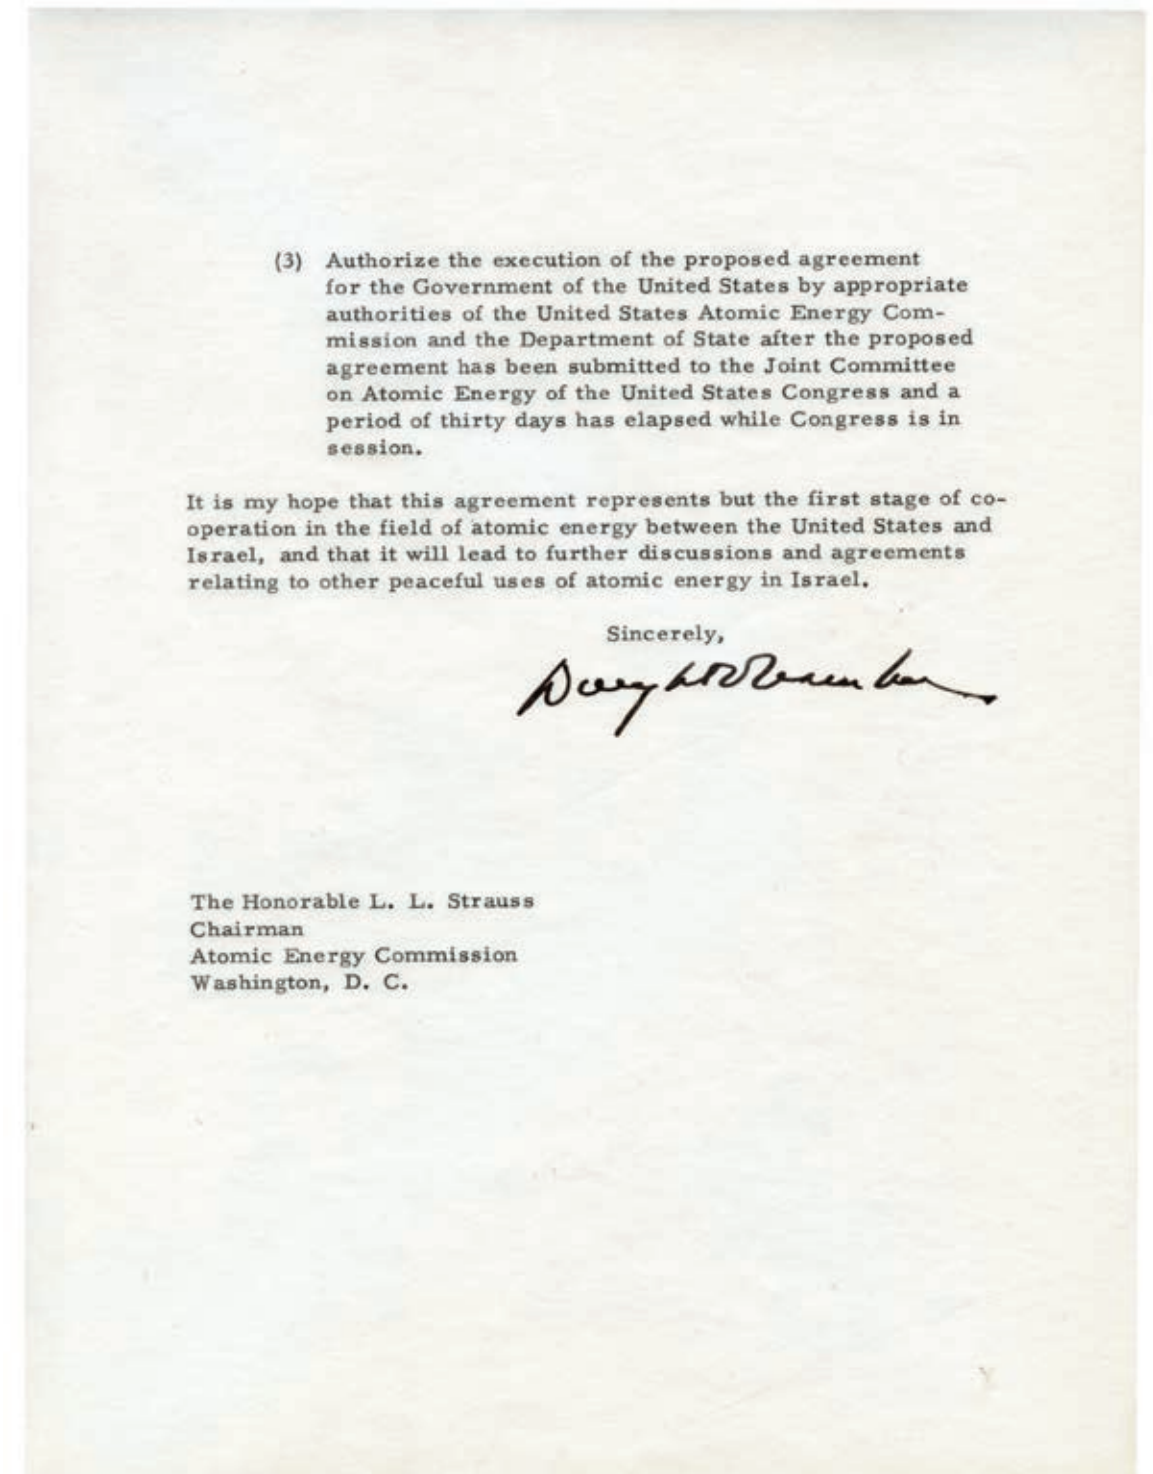 (3) Authorize the execution of the proposed agreement
for the Government of the United States by appropriate
authorities of the United States Atomic Energy Com-
mission and the Department of State after the proposed
agreement has been submitted to the Joint Committee
on Atomic Energy of the United States Congress and a
period of thirty days has elapsed while Congress is in
session.
It is my hope that this agreement represents but the first stage of co-
operation in the field of atomic energy between the United States and
Israel, and that it will lead to further discussions and agreements
relating to other peaceful uses of atomic energy in Israel.
Sincerely,
Dwight D Eisenhower
The Honorable L. L. Strauss
Chairman
Atomic Energy Commission
Washington, D. C.